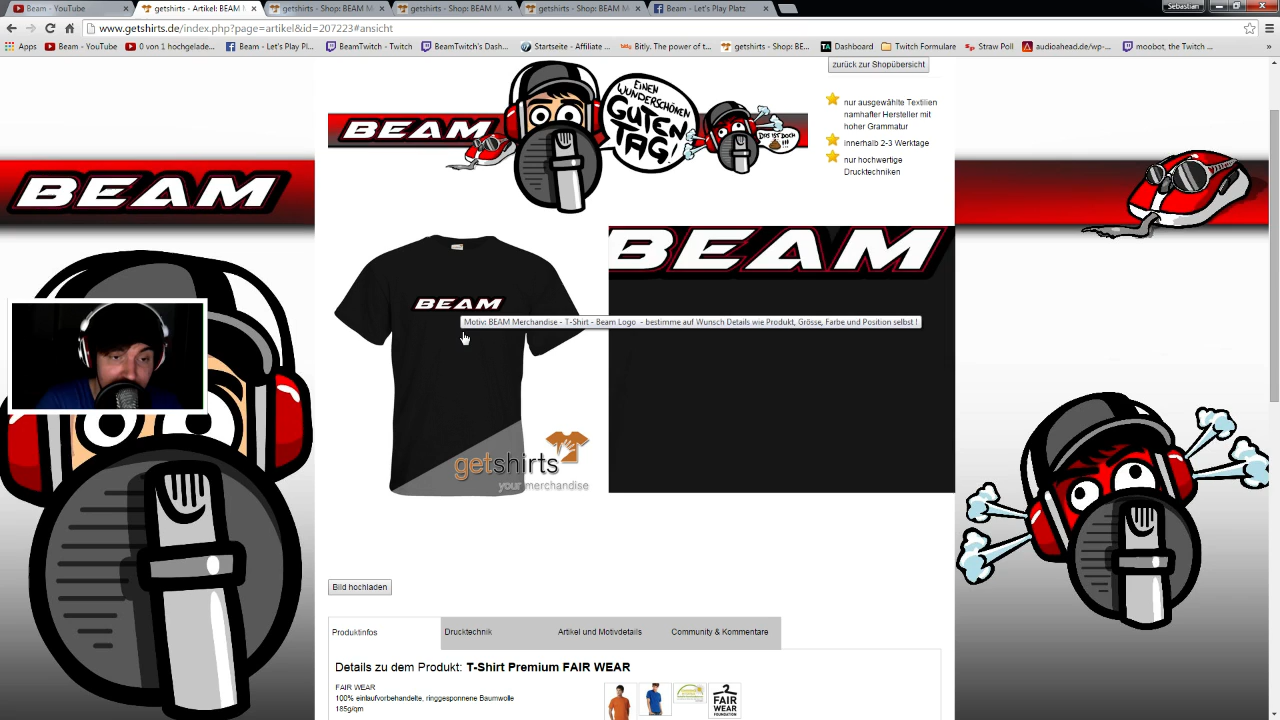 Beam - YouTube
getshirts - Artikel: BEAM M
getshirts - Shop: BEAM M
getshirts - Shop: BEAM M
getshirts - Shop: BEAM M
Beam - Let's Play Platz
Sebastian
www.getshirts.de/index.php?page=artikel&id=207223#ansicht
Apps
Beam - YouTube
0 von 1 hochgelade...
Beam - Let's Play Pl...
BeamTwitch - Twitch
BeamTwitch's Dash...
Startseite - Affiliate ...
Bitly. The power of t...
getshirts - Shop: BE...
Dashboard
Twitch Formulare
Straw Poll
audioahead.de/wp-...
moobot, the Twitch ...
»
zurück zur Shopübersicht
BEAM
EINEN
WUNDERSCHÖNEN
GUTEN
TAG!
DAS IST DOCH
!!!
nur ausgewählte Textilien
namhafter Hersteller mit
hoher Grammatur
innerhalb 2-3 Werktage
nur hochwertige
Drucktechniken
BEAM
BEAM
BEAM
Motiv: BEAM Merchandise - T-Shirt - Beam Logo - bestimme auf Wunsch Details wie Produkt, Grösse, Farbe und Position selbst !
getshirts
your merchandise
Bild hochladen
Produktinfos
Drucktechnik
Artikel und Motivdetails
Community & Kommentare
Details zu dem Produkt: T-Shirt Premium FAIR WEAR
FAIR WEAR
100% einlaufvorbehandelte, ringgesponnene Baumwolle
185g/qm
FAIR
WEAR
FOUNDATION